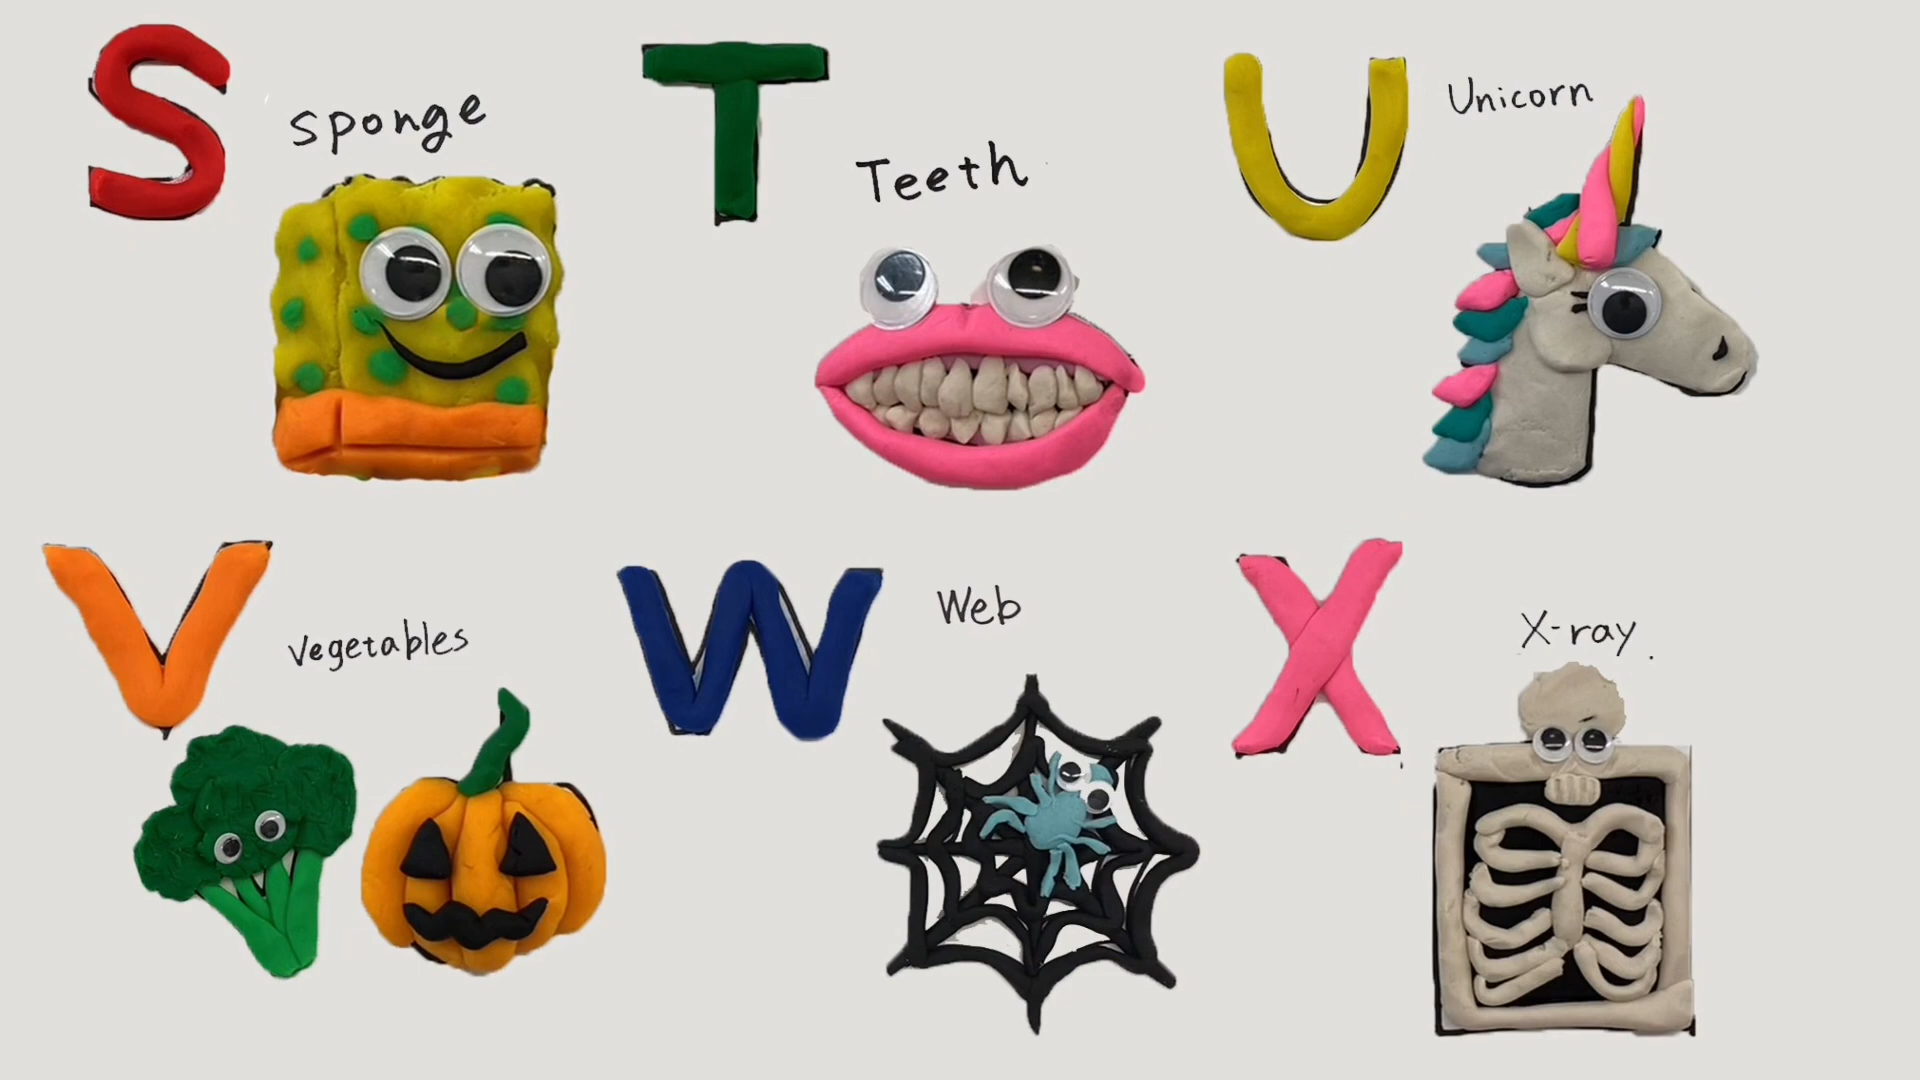 S
Sponge
T
Teeth
U
Unicorn
V
Vegetables
W
Web
X
X-ray